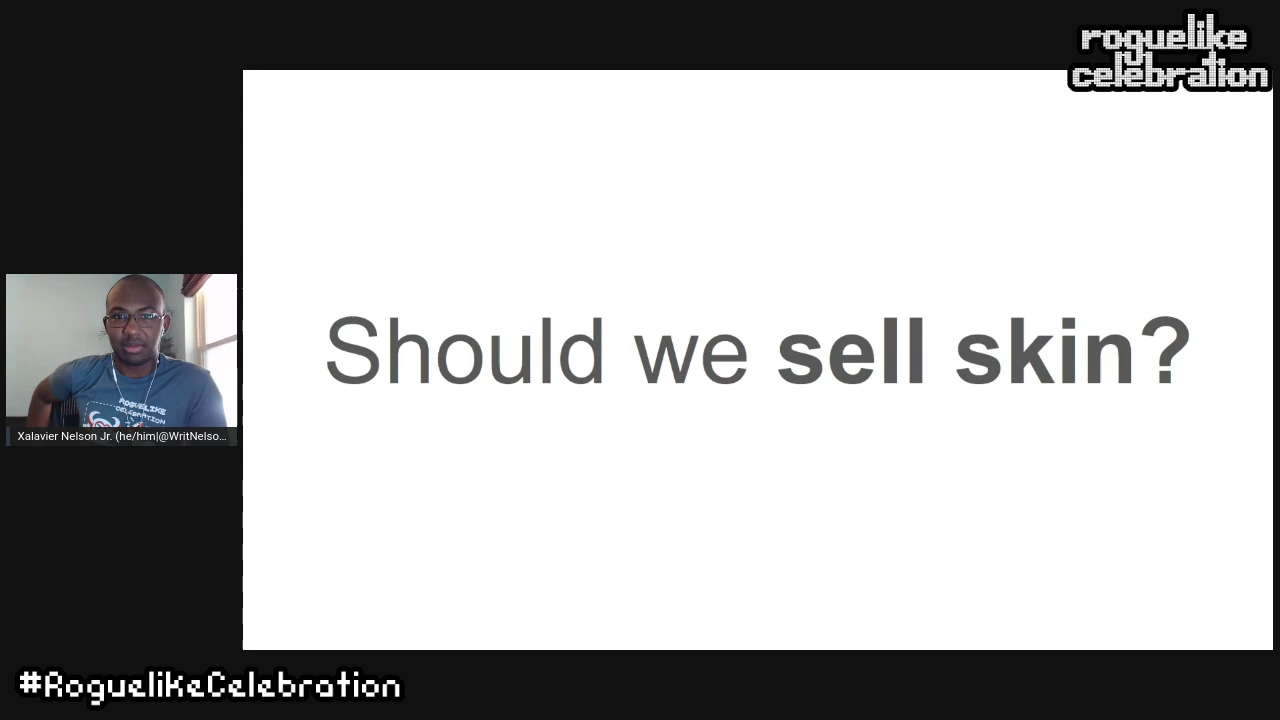 roguelike
celebration
Should we sell skin?
ROGUELIKE
CELEBRATION
Xalavier Nelson Jr. (he/him|@WritNelso...
#RoguelikeCelebration